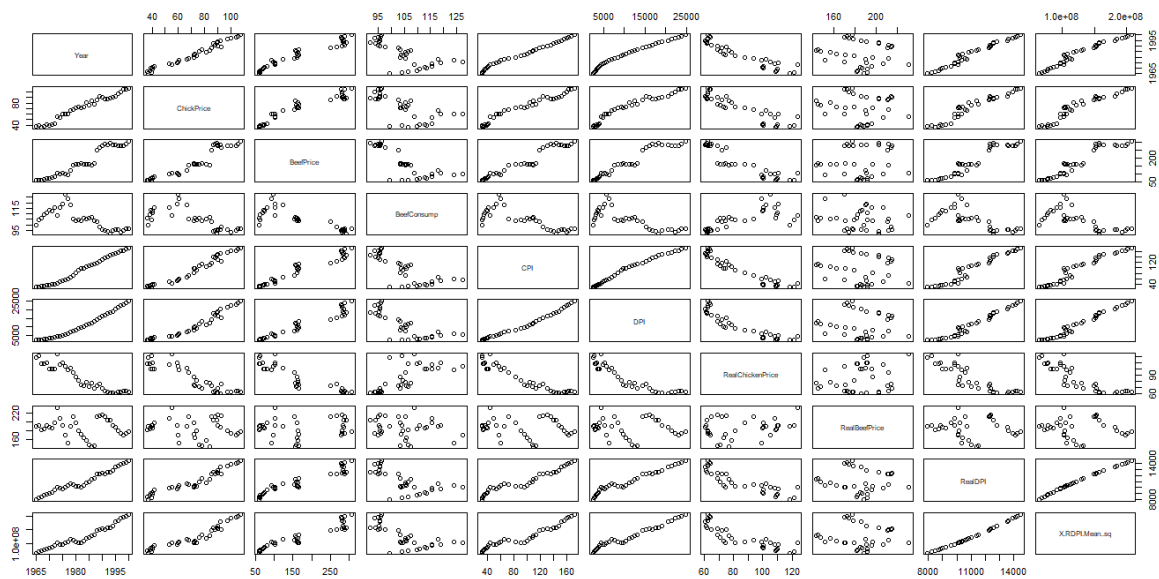 40 60 80 100
95 105 115 125
5000 15000 25000
160 200
1.0e+08 2.0e+08
Year
1965 1995
40 80
ChickPrice
BeefPrice
50 200
95 115
BeefConsump
CPI
40 120
5000 25000
DPI
RealChickenPrice
60 90
160 220
RealBeefPrice
RealDPI
8000 14000
1.0e+08
X.RDPI.Mean..sq
1965 1980 1995
50 150 250
40 80 120 160
60 80 100 120
8000 11000 14000